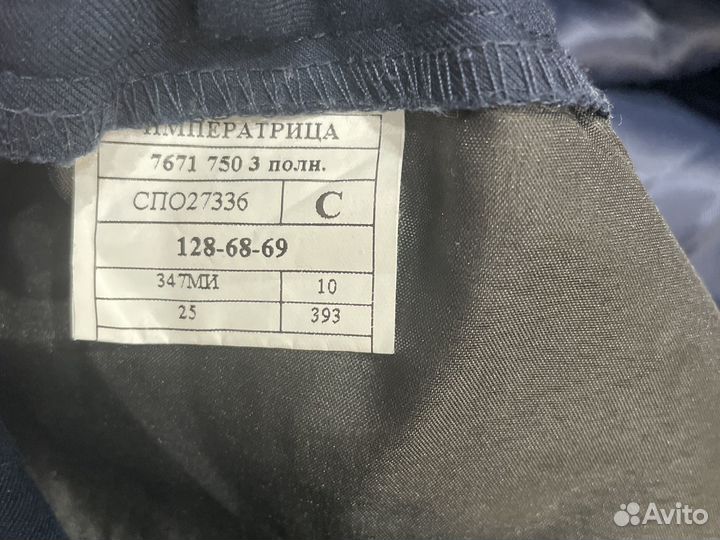 ИМПЕРАТРИЦА
7671 750 3 полн.
СПО27336 С
128-68-69
347МИ 10
25 393
Avito